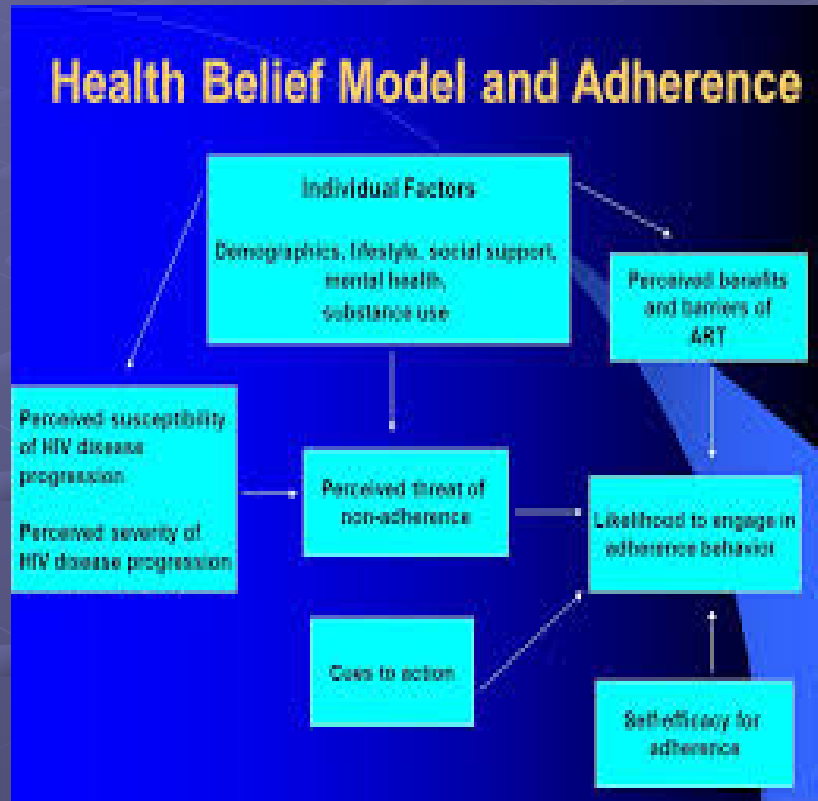 Health Belief Model and Adherence
Individual Factors
Demographics, lifestyle, social support,
mental health,
substance use
Perceived benefits
and barriers of
ART
Perceived susceptibility
of HIV disease
progression
Perceived severity of
HIV disease progression
Perceived threat of
non-adherence
Likelihood to engage in
adherence behavior
Cues to action
Self-efficacy for
adherence